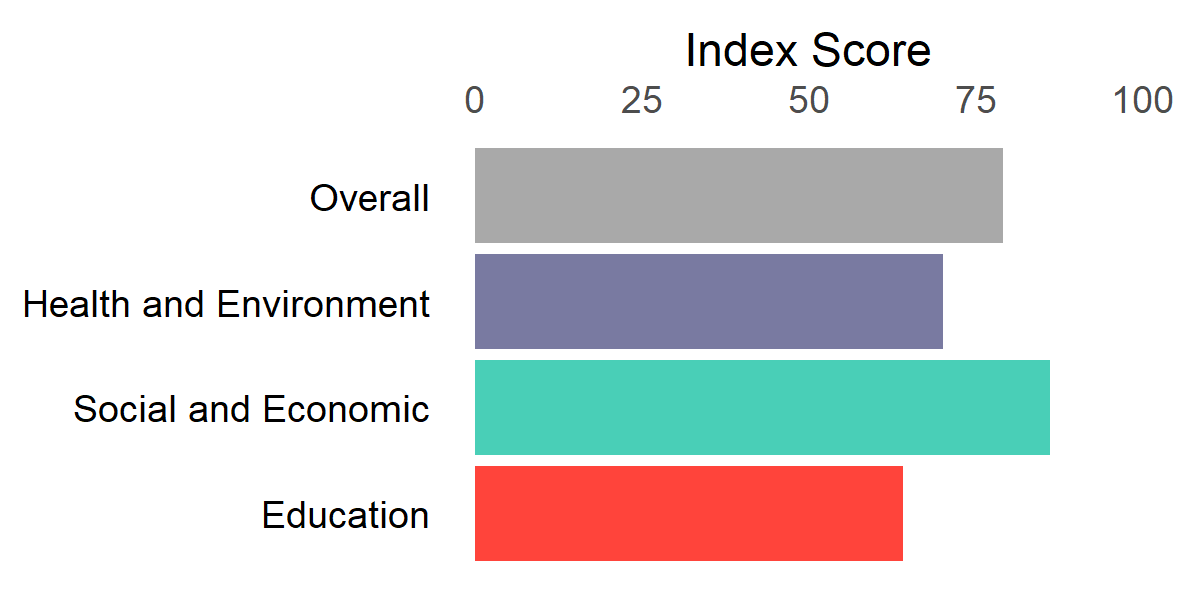 Index Score
0 25 50 75 100
Overall
Health and Environment
Social and Economic
Education